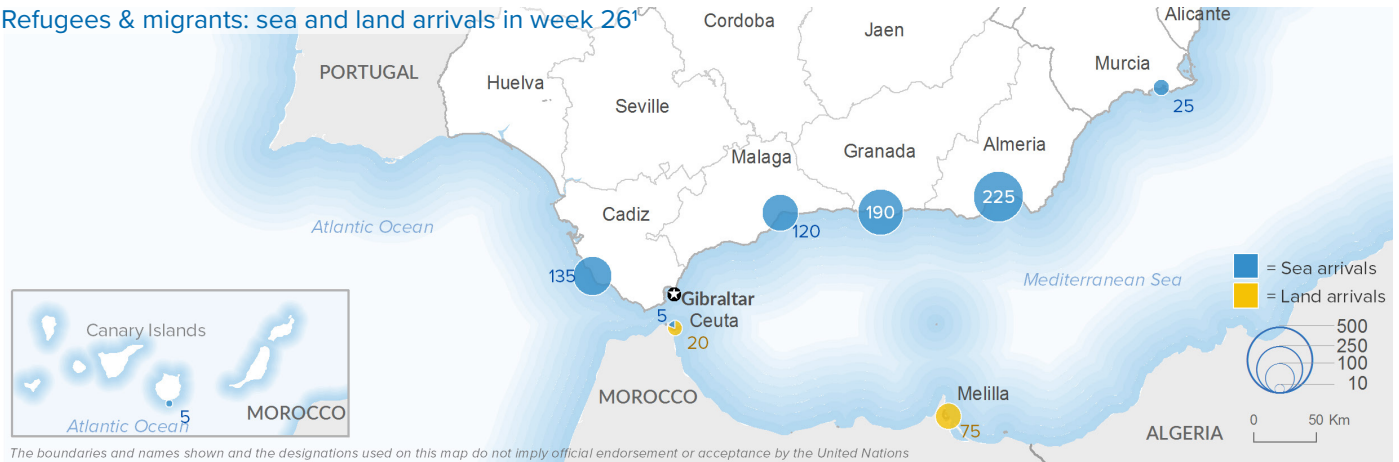 Refugees & migrants: sea and land arrivals in week 26¹
Cordoba
Alicante
Jaen
PORTUGAL
Murcia
Huelva
Seville
25
Almeria
Granada
Malaga
225
190
Cadiz
120
Atlantic Ocean
135
Mediterranean Sea
= Sea arrivals
Gibraltar
= Land arrivals
5
Ceuta
20
500
250
100
10
Canary Islands
5
MOROCCO
Atlantic Ocean
MOROCCO
Melilla
75
ALGERIA
0 50 Km
The boundaries and names shown and the designations used on this map do not imply official endorsement or acceptance by the United Nations